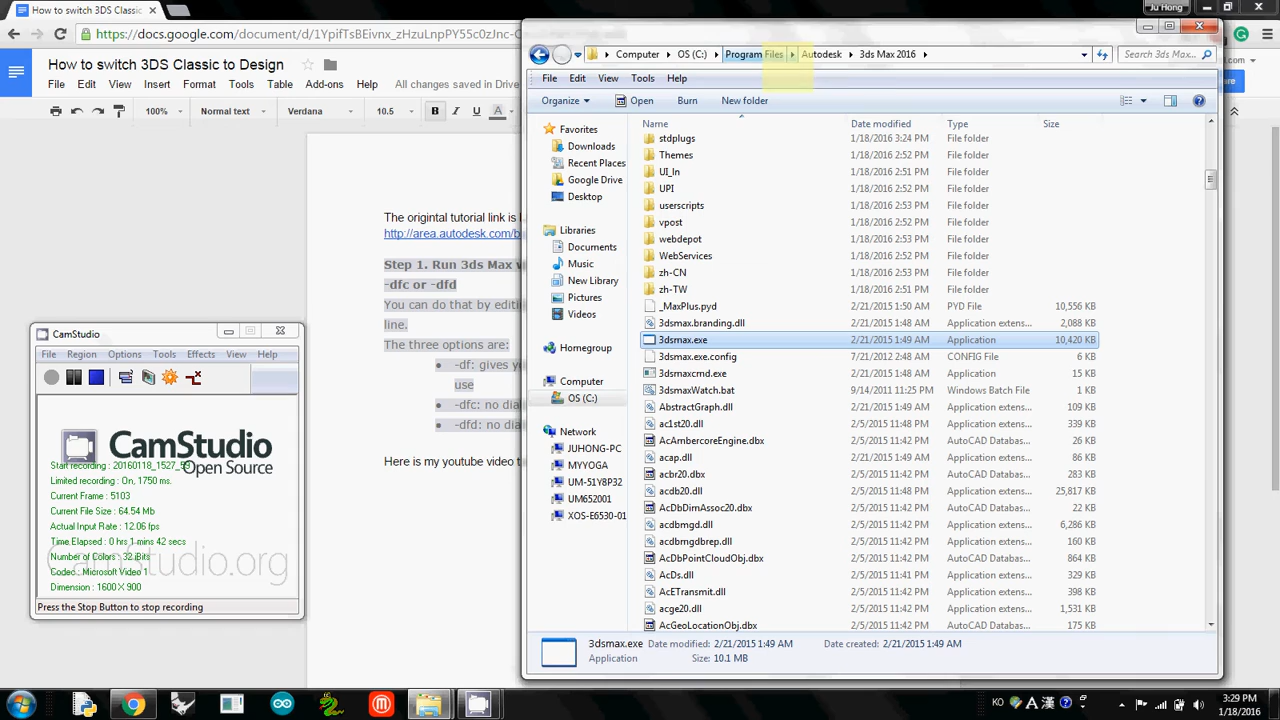 How to switch 3DS Classic
Ju Hong
https://docs.google.com/document/d/1YpifTsBEivnx_zHzuLnpPY5
How to switch 3DS Classic to Design
File Edit View Insert Format Tools Table Add-ons Help All changes saved in
100% Normal text Verdana 10.5 B I U A
The origintal tutorial link is
http://area.autodesk.com/b
Step 1. Run 3ds Max
-dfc or -dfd
You can do that by
line.
The three options are:
-df: gives
use
-dfc: no
-dfd: no
Here is my youtube video
CamStudio
File Region Options Tools Effects View Help
CamStudio
Open Source
Start recording : 20160118_1527_
Limited recording : On, 1750 ms.
Current Frame : 5103
Current File Size : 64.54 Mb
Actual Input Rate : 12.06 fps
Time Elapsed : 0 hrs 1 mins 42 secs
Number of Colors : 32 Bits
Codec : Microsoft Video 1
Dimension : 1600 X 900
CamStudio.org
Press the Stop Button to stop recording
Computer OS (C:) Program Files Autodesk 3ds Max 2016
Search 3ds Max...
File Edit View Tools Help
Organize Open Burn New folder
Favorites
Downloads
Recent Places
Google Drive
Desktop
Libraries
Documents
Music
New Library
Pictures
Videos
Homegroup
Computer
OS (C:)
Network
JUHONG-PC
MYYOGA
UM-51Y8P32
UM652001
XOS-E6530-01
Name Date modified Type Size
stdplugs 1/18/2016 3:24 PM File folder
Themes 1/18/2016 2:52 PM File folder
UI_ln 1/18/2016 2:51 PM File folder
UPI 1/18/2016 2:52 PM File folder
userscripts 1/18/2016 2:52 PM File folder
vpost 1/18/2016 2:52 PM File folder
webdepot 1/18/2016 2:53 PM File folder
WebServices 1/18/2016 2:52 PM File folder
zh-CN 1/18/2016 2:53 PM File folder
zh-TW 1/18/2016 2:51 PM File folder
_MaxPlus.pyd 2/21/2015 1:50 AM PYD File 10,556 KB
3dsmax.branding.dll 2/21/2015 1:48 AM Application extens... 2,088 KB
3dsmax.exe 2/21/2015 1:49 AM Application 10,420 KB
3dsmax.exe.config 7/21/2012 2:48 AM CONFIG File 6 KB
3dsmaxcmd.exe 2/21/2015 1:48 AM Application 15 KB
3dsmaxWatch.bat 9/14/2011 11:25 PM Windows Batch File 1 KB
AbstractGraph.dll 2/21/2015 1:49 AM Application extens... 109 KB
ac1st20.dll 2/5/2015 11:48 PM Application extens... 339 KB
AcAmbercoreEngine.dbx 2/5/2015 11:42 PM AutoCAD Databas... 26 KB
acap.dll 2/21/2015 1:49 AM Application extens... 86 KB
acbr20.dbx 2/5/2015 11:42 PM AutoCAD Databas... 283 KB
acdb20.dll 2/5/2015 11:48 PM Application extens... 25,817 KB
AcDbDimAssoc20.dbx 2/5/2015 11:42 PM AutoCAD Databas... 22 KB
acdbmgd.dll 2/5/2015 11:42 PM Application extens... 6,286 KB
acdbmgdbrep.dll 2/5/2015 11:42 PM Application extens... 160 KB
AcDbPointCloudObj.dbx 2/5/2015 11:42 PM AutoCAD Databas... 864 KB
AcDs.dll 2/5/2015 11:41 PM Application extens... 329 KB
AcETransmit.dll 2/5/2015 11:42 PM Application extens... 398 KB
acge20.dll 2/5/2015 11:42 PM Application extens... 1,531 KB
AcGeoLocationObj.dbx 2/5/2015 11:42 PM AutoCAD Databas... 175 KB
3dsmax.exe Date modified: 2/21/2015 1:49 AM Date created: 2/21/2015 1:49 AM
Application Size: 10.1 MB
KO A 漢 3:29 PM
1/18/2016